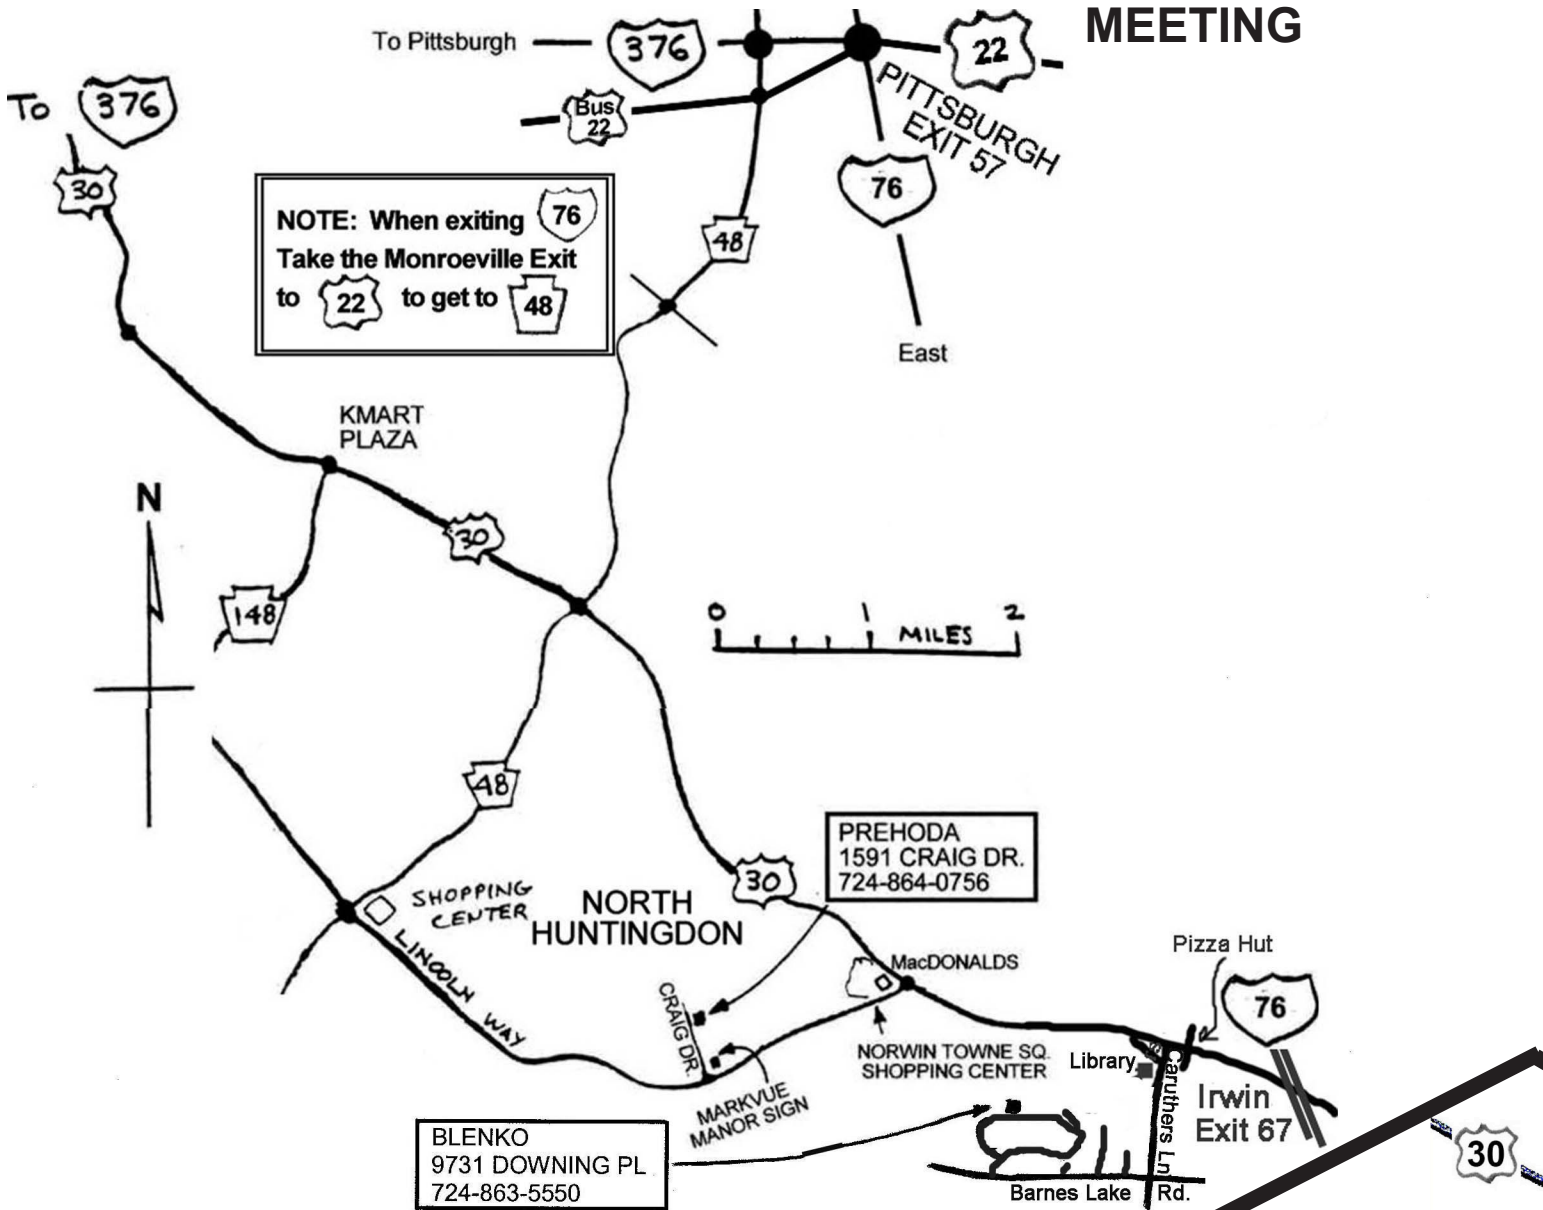 MEETING
To Pittsburgh
376
22
To
376
Bus
22
PITTSBURGH
EXIT 57
30
76
NOTE: When exiting 76
Take the Monroeville Exit
to 22 to get to 48
48
East
KMART
PLAZA
N
30
148
0 1 2
MILES
48
PREHODA
1591 CRAIG DR.
724-864-0756
30
SHOPPING
CENTER
NORTH
HUNTINGDON
LINCOLN WAY
MacDONALDS
Pizza Hut
76
CRAIG DR.
NORWIN TOWNE SQ.
SHOPPING CENTER
Library
Caruthers Ln
Irwin
Exit 67
MARKVUE
MANOR SIGN
BLENKO
9731 DOWNING PL
724-863-5550
30
Barnes Lake Rd.